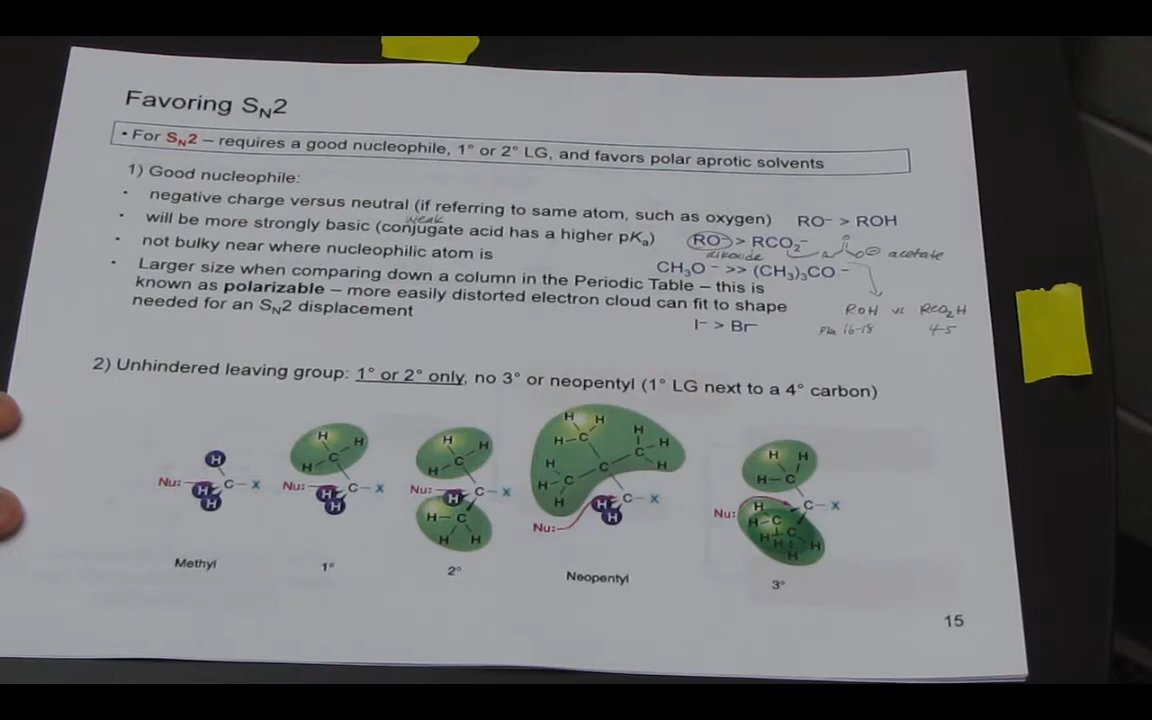 Favoring SN2
• For SN2 – requires a good nucleophile, 1° or 2° LG, and favors polar aprotic solvents
1) Good nucleophile:
• negative charge versus neutral (if referring to same atom, such as oxygen) RO⁻ > ROH
weak
• will be more strongly basic (conjugate acid has a higher pKa) RO⁻ > RCO₂⁻
alkoxide O O⊖ acetate
• not bulky near where nucleophilic atom is CH₃O⁻ >> (CH₃)₃CO⁻
• Larger size when comparing down a column in the Periodic Table – this is
known as polarizable – more easily distorted electron cloud can fit to shape
needed for an SN2 displacement I⁻ > Br⁻
ROH vs RCO₂H
pKa 16-18 4-5
2) Unhindered leaving group: 1° or 2° only, no 3° or neopentyl (1° LG next to a 4° carbon)
H Nu: H H C–X
H H H C Nu: H H C–X
H H H C Nu: H C–X H C H H
H H H–C H C H H H H–C H C Nu: H H C–X
H H H–C Nu: C–X H H–C H C H H H
Methyl 1° 2° Neopentyl 3°
15